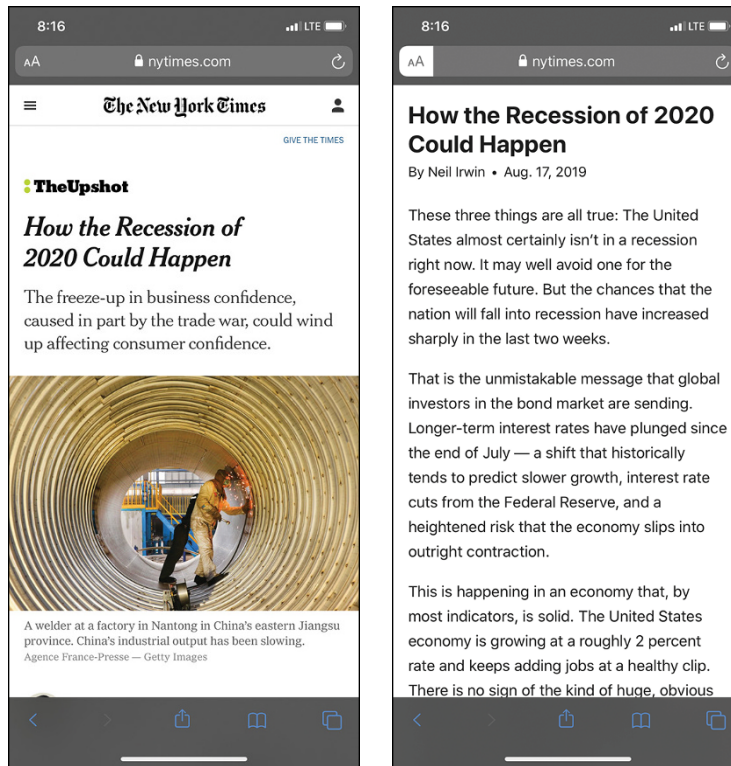 8:16
LTE
AA
nytimes.com
The New York Times
GIVE THE TIMES
TheUpshot
How the Recession of
2020 Could Happen
The freeze-up in business confidence,
caused in part by the trade war, could wind
up affecting consumer confidence.
A welder at a factory in Nantong in China's eastern Jiangsu
province. China's industrial output has been slowing.
Agence France-Presse — Getty Images
8:16
LTE
AA
nytimes.com
How the Recession of 2020
Could Happen
By Neil Irwin • Aug. 17, 2019
These three things are all true: The United
States almost certainly isn't in a recession
right now. It may well avoid one for the
foreseeable future. But the chances that the
nation will fall into recession have increased
sharply in the last two weeks.
That is the unmistakable message that global
investors in the bond market are sending.
Longer-term interest rates have plunged since
the end of July — a shift that historically
tends to predict slower growth, interest rate
cuts from the Federal Reserve, and a
heightened risk that the economy slips into
outright contraction.
This is happening in an economy that, by
most indicators, is solid. The United States
economy is growing at a roughly 2 percent
rate and keeps adding jobs at a healthy clip.
There is no sign of the kind of huge, obvious